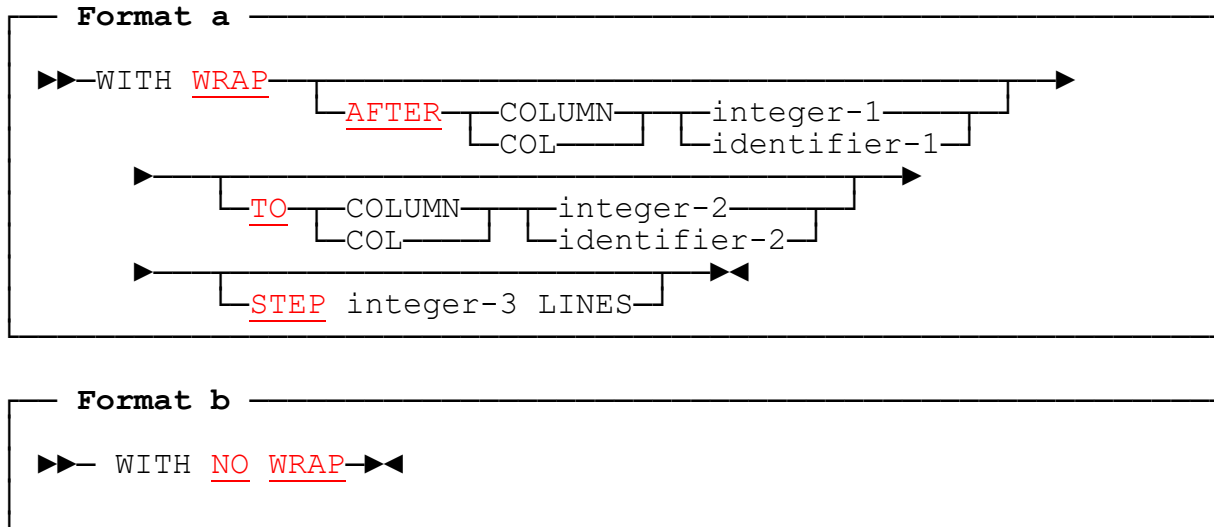 Format a
WITH WRAP
AFTER COLUMN integer-1
COL identifier-1
TO COLUMN integer-2
COL identifier-2
STEP integer-3 LINES
Format b
WITH NO WRAP